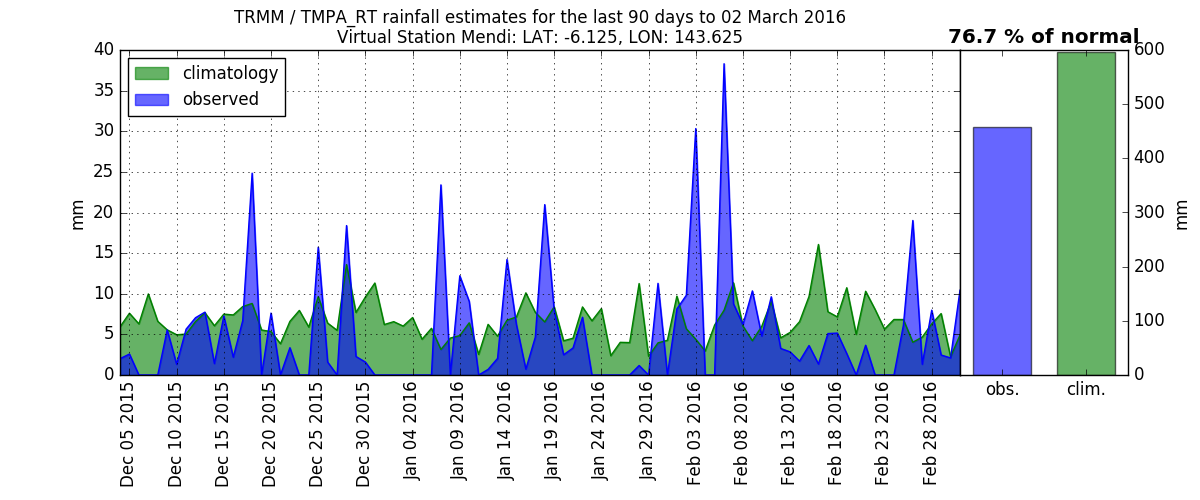 TRMM / TMPA_RT rainfall estimates for the last 90 days to 02 March 2016
Virtual Station Mendi: LAT: -6.125, LON: 143.625
76.7 % of normal
climatology
observed
mm
40
35
30
25
20
15
10
5
0
Dec 05 2015
Dec 10 2015
Dec 15 2015
Dec 20 2015
Dec 25 2015
Dec 30 2015
Jan 04 2016
Jan 09 2016
Jan 14 2016
Jan 19 2016
Jan 24 2016
Jan 29 2016
Feb 03 2016
Feb 08 2016
Feb 13 2016
Feb 18 2016
Feb 23 2016
Feb 28 2016
obs.
clim.
600
500
400
300
200
100
0
mm